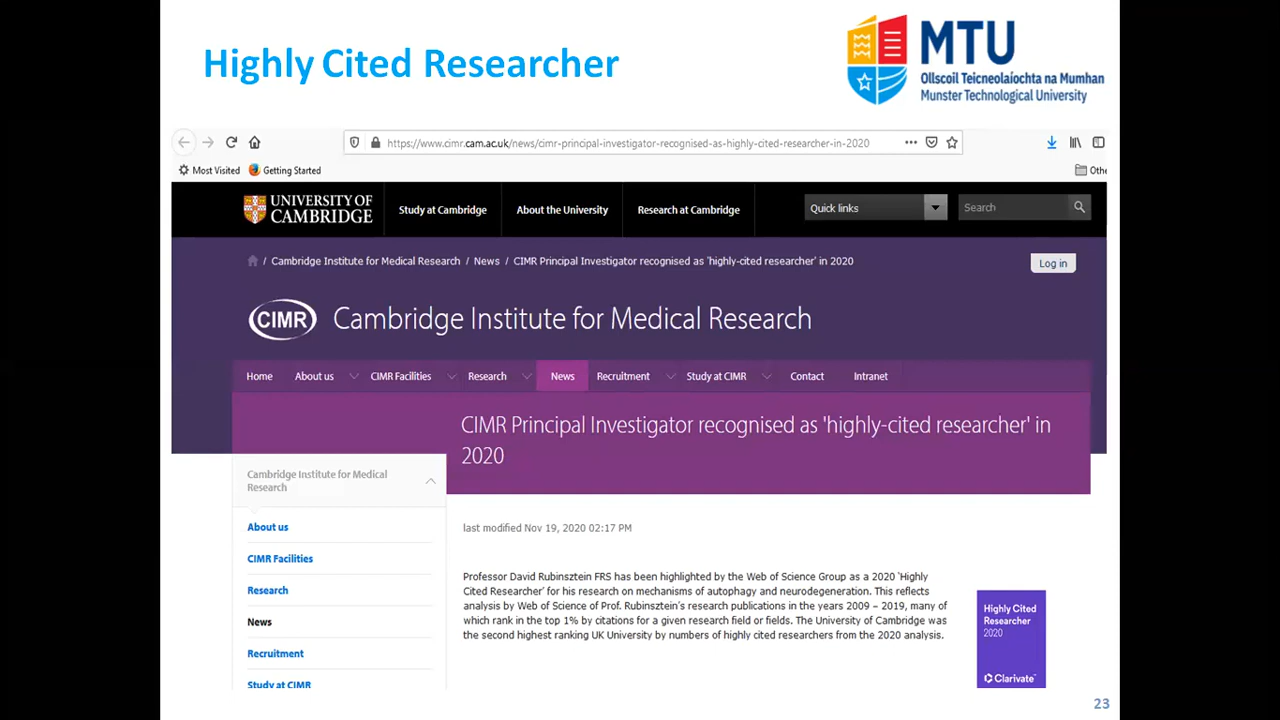 Highly Cited Researcher
MTU
Ollscoil Teicneolaíochta na Mumhan
Munster Technological University
https://www.cimr.cam.ac.uk/news/cimr-principal-investigator-recognised-as-highly-cited-researcher-in-2020
Most Visited Getting Started Othe
UNIVERSITY OF
CAMBRIDGE
Study at Cambridge About the University Research at Cambridge Quick links Search
/ Cambridge Institute for Medical Research / News / CIMR Principal Investigator recognised as 'highly-cited researcher' in 2020
Log in
CIMR Cambridge Institute for Medical Research
Home About us CIMR Facilities Research News Recruitment Study at CIMR Contact Intranet
CIMR Principal Investigator recognised as 'highly-cited researcher' in
2020
Cambridge Institute for Medical
Research
About us
CIMR Facilities
Research
News
Recruitment
Study at CIMR
last modified Nov 19, 2020 02:17 PM
Professor David Rubinsztein FRS has been highlighted by the Web of Science Group as a 2020 'Highly
Cited Researcher' for his research on mechanisms of autophagy and neurodegeneration. This reflects
analysis by Web of Science of Prof. Rubinsztein's research publications in the years 2009 – 2019, many of
which rank in the top 1% by citations for a given research field or fields. The University of Cambridge was
the second highest ranking UK University by numbers of highly cited researchers from the 2020 analysis.
Highly Cited
Researcher
2020
Clarivate
23